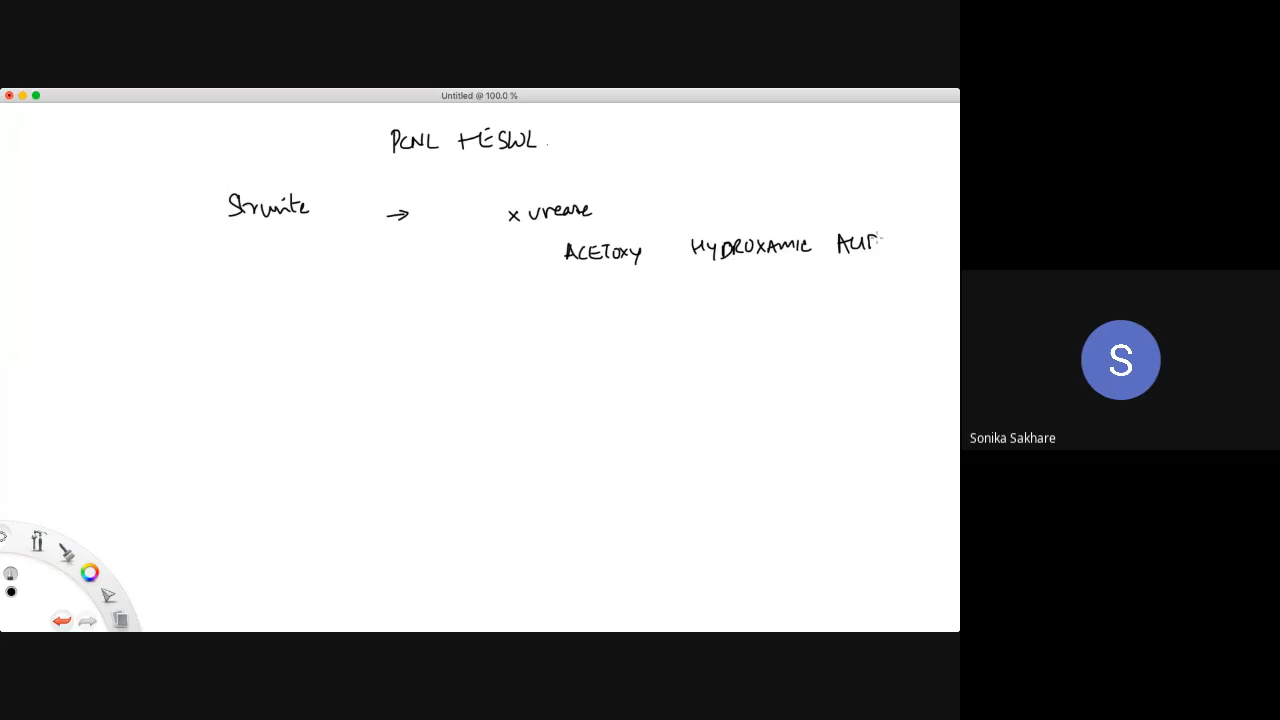 Untitled @ 100.0 %
PCNL + ESWL
Struvite → x urease
ACETOXY HYDROXAMIC
S
Sonika Sakhare